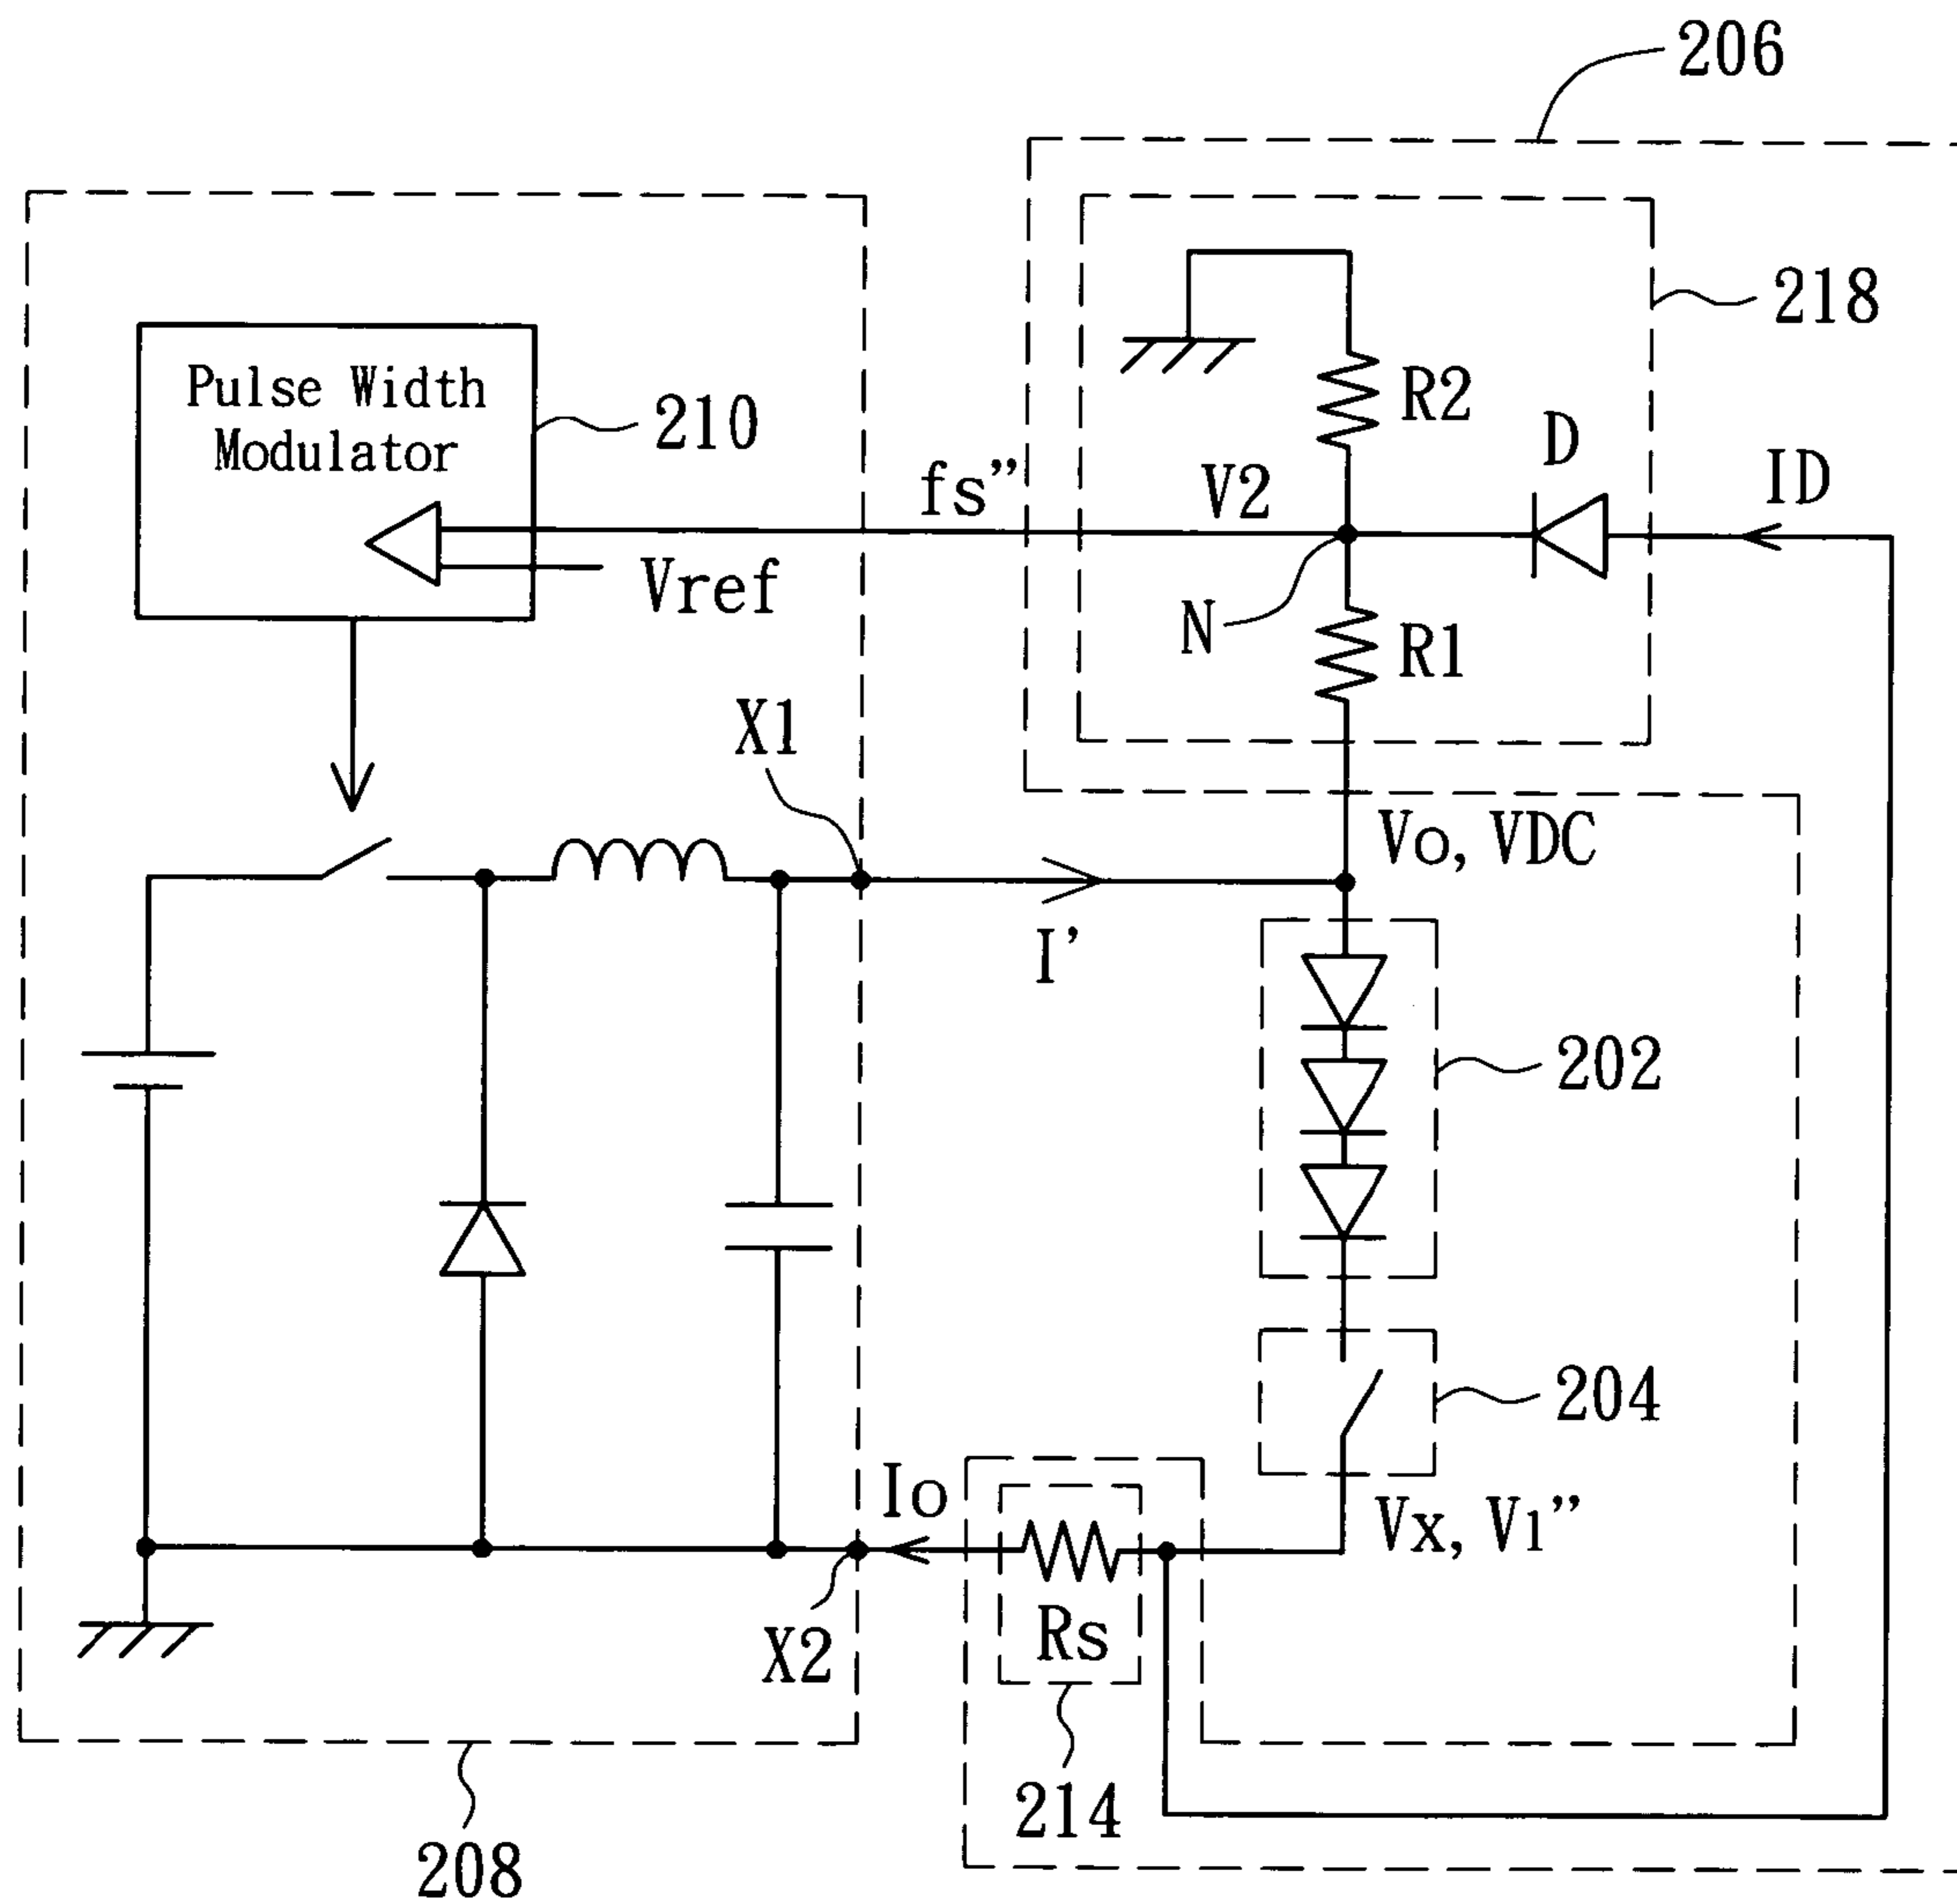 206
218
Pulse Width
Modulator
210
R2
D
ID
fs”
V2
Vref
N
R1
X1
Vo, VDC
I’
202
204
Io
Vx, V1”
Rs
X2
214
208